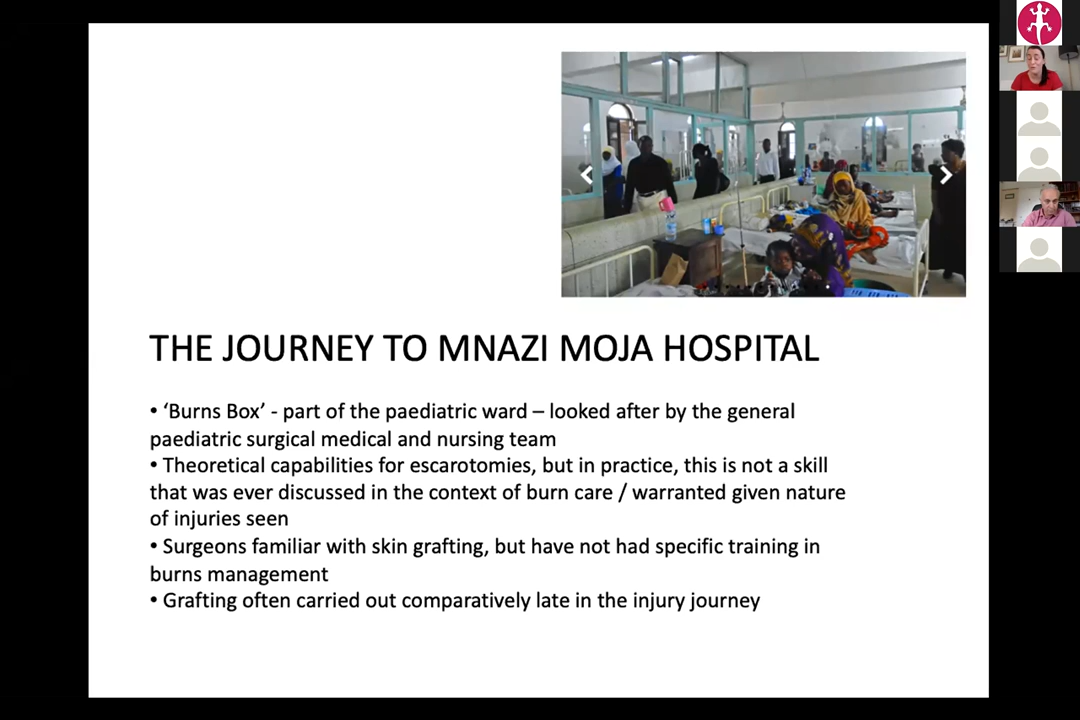 THE JOURNEY TO MNAZI MOJA HOSPITAL
• ‘Burns Box’ - part of the paediatric ward – looked after by the general
paediatric surgical medical and nursing team
• Theoretical capabilities for escarotomies, but in practice, this is not a skill
that was ever discussed in the context of burn care / warranted given nature
of injuries seen
• Surgeons familiar with skin grafting, but have not had specific training in
burns management
• Grafting often carried out comparatively late in the injury journey